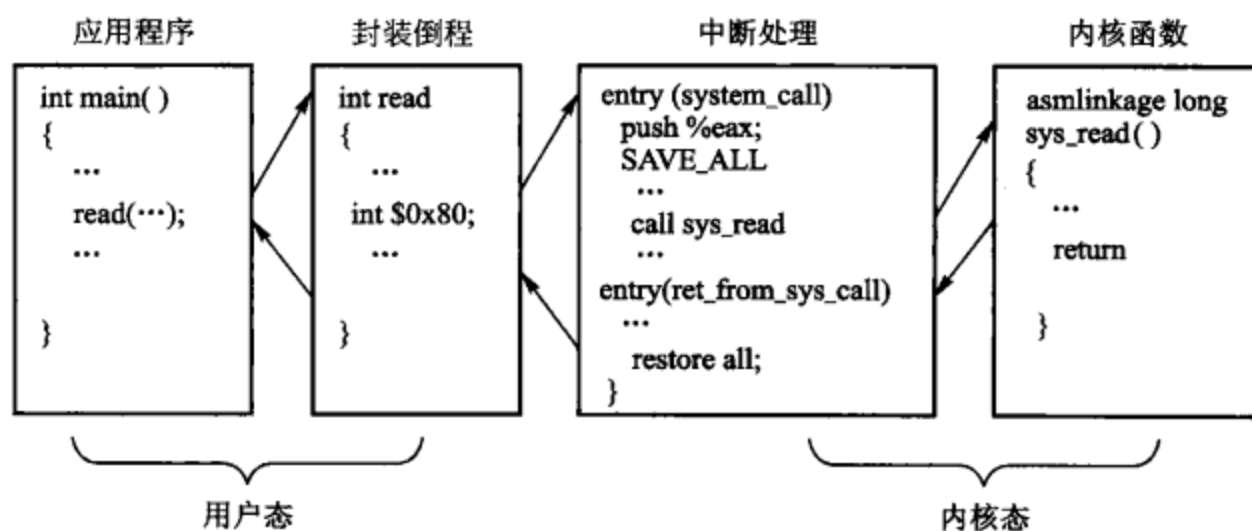 应用程序
int main( )
{
...
read(···);
...
}
封装倒程
int read
{
...
int $0x80;
...
}
中断处理
entry (system_call)
push %eax;
SAVE_ALL
...
call sys_read
...
entry(ret_from_sys_call)
...
restore all;
}
内核函数
asmlinkage long
sys_read( )
{
...
return
}
用户态
内核态